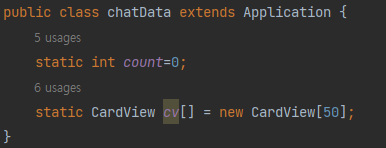 public class chatData extends Application {
5 usages
static int count=0;
6 usages
static CardView cv[] = new CardView[50];
}